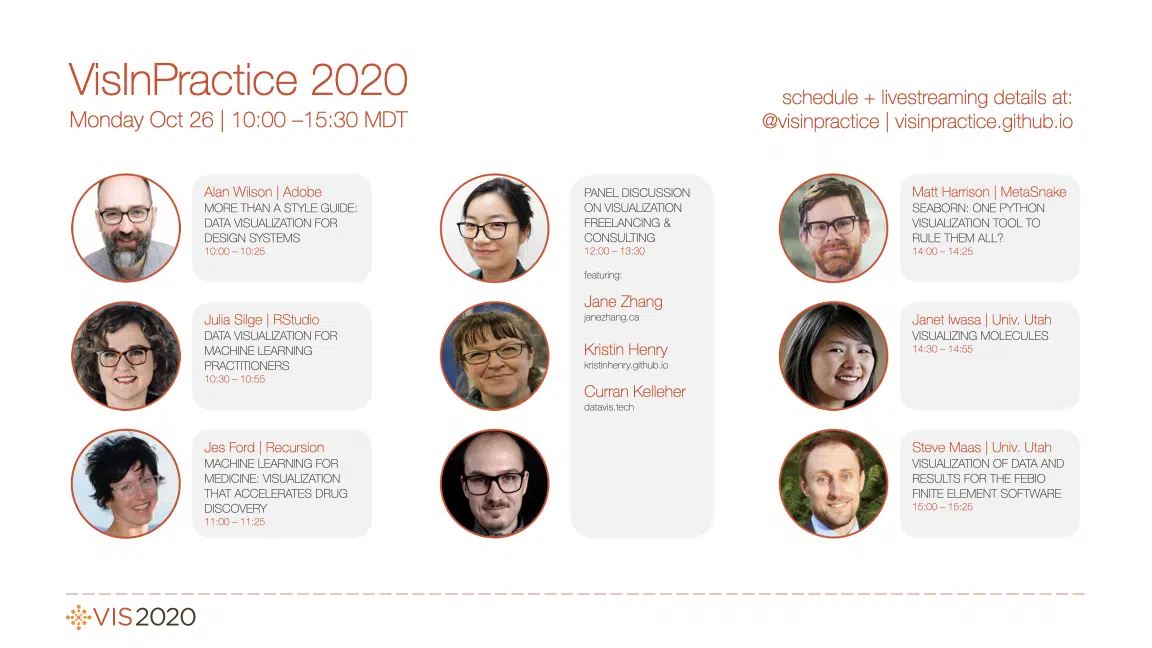 VisInPractice 2020
Monday Oct 26 | 10:00 –15:30 MDT
schedule + livestreaming details at:
@visinpractice | visinpractice.github.io
Alan Wilson | Adobe
MORE THAN A STYLE GUIDE:
DATA VISUALIZATION FOR
DESIGN SYSTEMS
10:00 – 10:25
Julia Silge | RStudio
DATA VISUALIZATION FOR
MACHINE LEARNING
PRACTITIONERS
10:30 – 10:55
Jes Ford | Recursion
MACHINE LEARNING FOR
MEDICINE: VISUALIZATION
THAT ACCELERATES DRUG
DISCOVERY
11:00 – 11:25
PANEL DISCUSSION
ON VISUALIZATION
FREELANCING &
CONSULTING
12:00 – 13:30
featuring:
Jane Zhang
janezhang.ca
Kristin Henry
kristinhenry.github.io
Curran Kelleher
datavis.tech
Matt Harrison | MetaSnake
SEABORN: ONE PYTHON
VISUALIZATION TOOL TO
RULE THEM ALL?
14:00 – 14:25
Janet Iwasa | Univ. Utah
VISUALIZING MOLECULES
14:30 – 14:55
Steve Maas | Univ. Utah
VISUALIZATION OF DATA AND
RESULTS FOR THE FEBIO
FINITE ELEMENT SOFTWARE
15:00 – 15:25
VIS2020